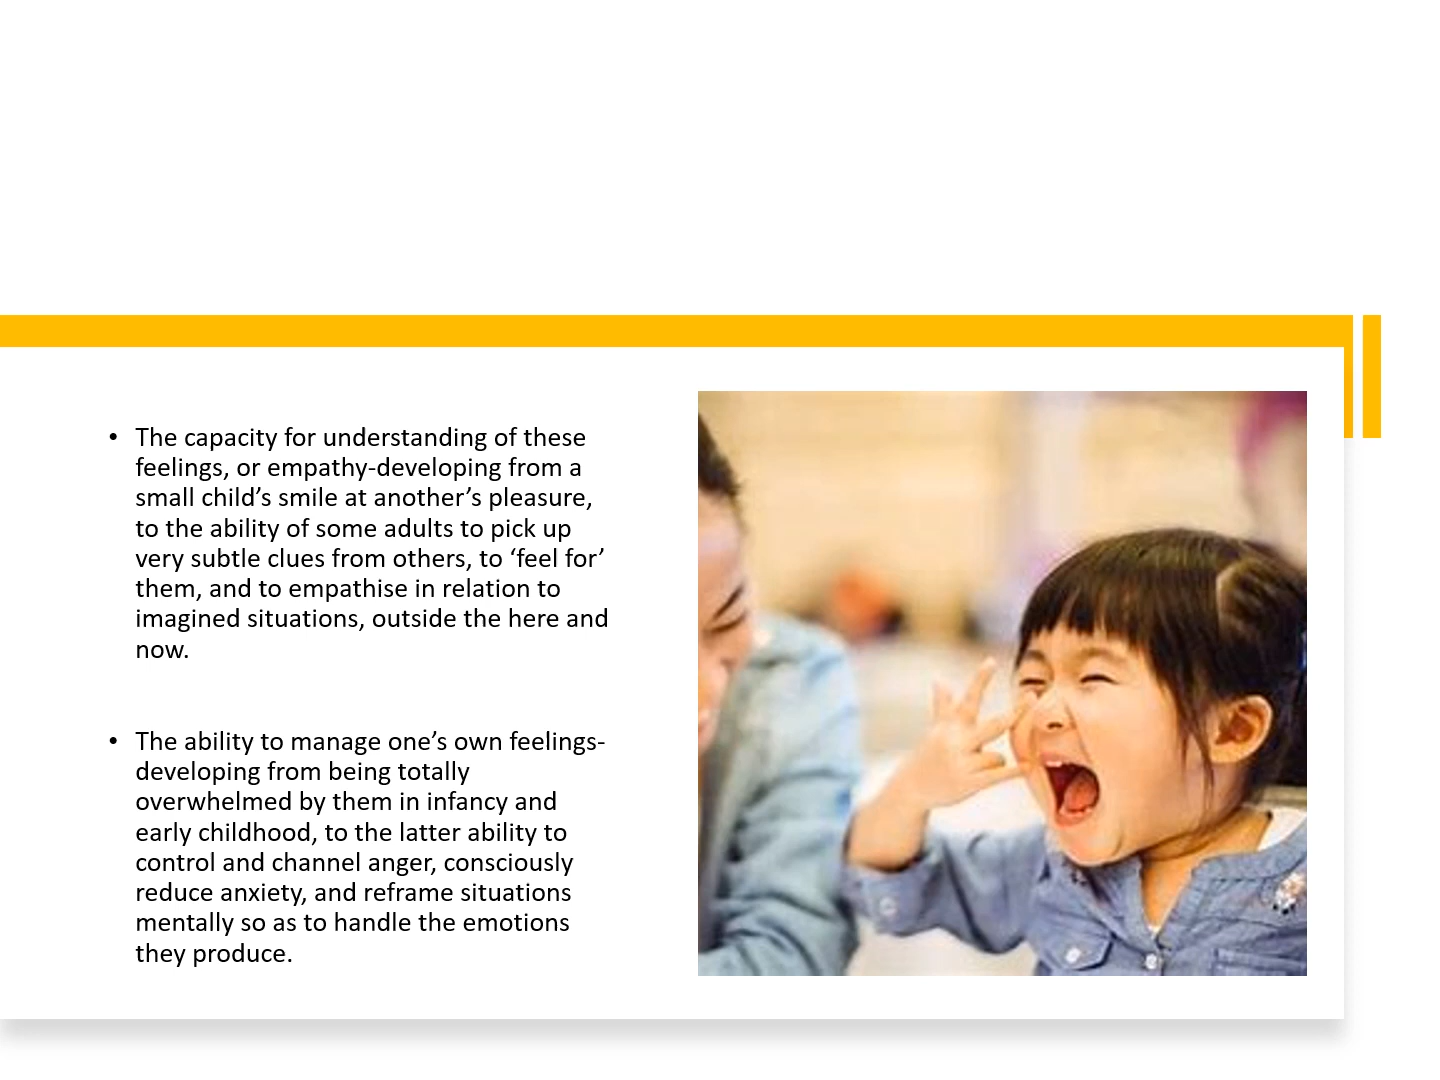 • The capacity for understanding of these
feelings, or empathy-developing from a
small child’s smile at another’s pleasure,
to the ability of some adults to pick up
very subtle clues from others, to ‘feel for’
them, and to empathise in relation to
imagined situations, outside the here and
now.
• The ability to manage one’s own feelings-
developing from being totally
overwhelmed by them in infancy and
early childhood, to the latter ability to
control and channel anger, consciously
reduce anxiety, and reframe situations
mentally so as to handle the emotions
they produce.